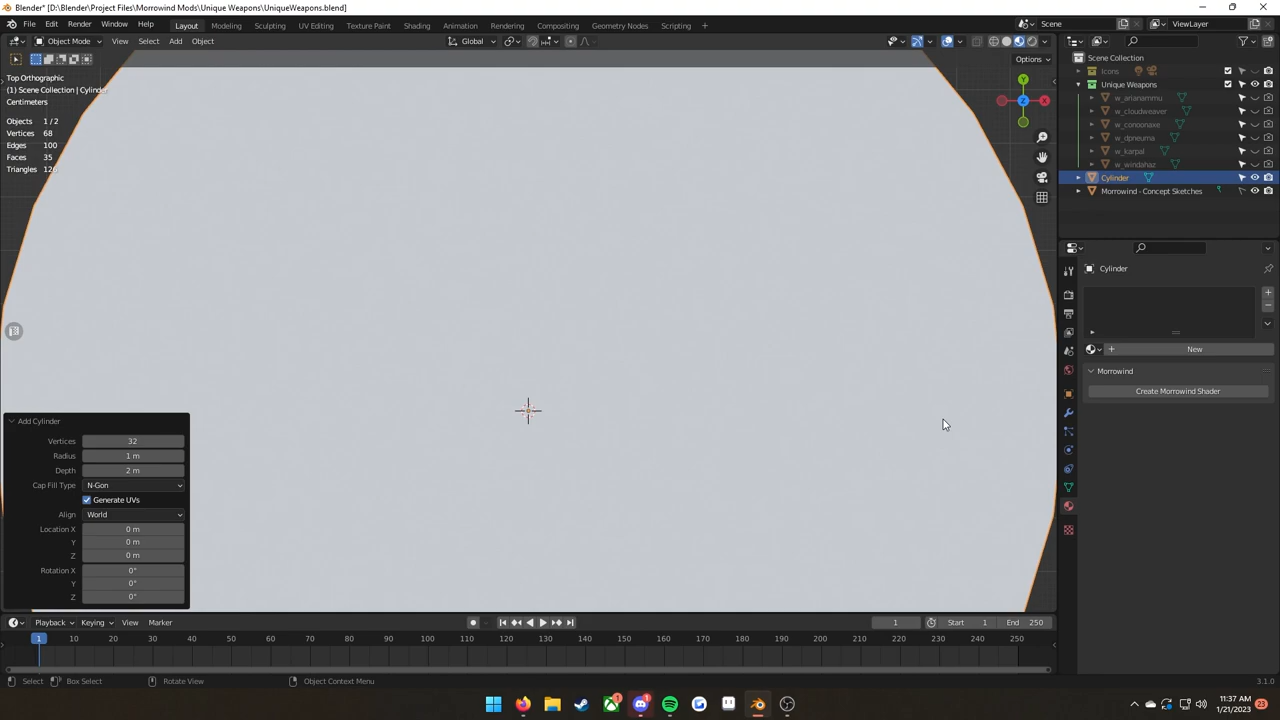 Blender* [D:\Blender\Project Files\Morrowind Mods\Unique Weapons\UniqueWeapons.blend]
File Edit Render Window Help Layout Modeling Sculpting UV Editing Texture Paint Shading Animation Rendering Compositing Geometry Nodes Scripting + Scene ViewLayer
Object Mode View Select Add Object Global
Options
Top Orthographic
(1) Scene Collection | Cylinder
Centimeters
Objects 1/2
Vertices 68
Edges 100
Faces 35
Triangles 126
Y
Z X
Scene Collection
Icons
Unique Weapons
w_arianammu
w_cloudweaver
w_conoonaxe
w_dpneuma
w_karpal
w_windahaz
Cylinder
Morrowind - Concept Sketches
Cylinder
+ New
Morrowind
Create Morrowind Shader
Add Cylinder
Vertices 32
Radius 1 m
Depth 2 m
Cap Fill Type N-Gon
Generate UVs
Align World
Location X 0 m
Y 0 m
Z 0 m
Rotation X 0°
Y 0°
Z 0°
Playback Keying View Marker 1 Start 1 End 250
1 10 20 30 40 50 60 70 80 90 100 110 120 130 140 150 160 170 180 190 200 210 220 230 240 250
Select Box Select Rotate View Object Context Menu 3.1.0
1 1 11:37 AM
1/21/2023 23